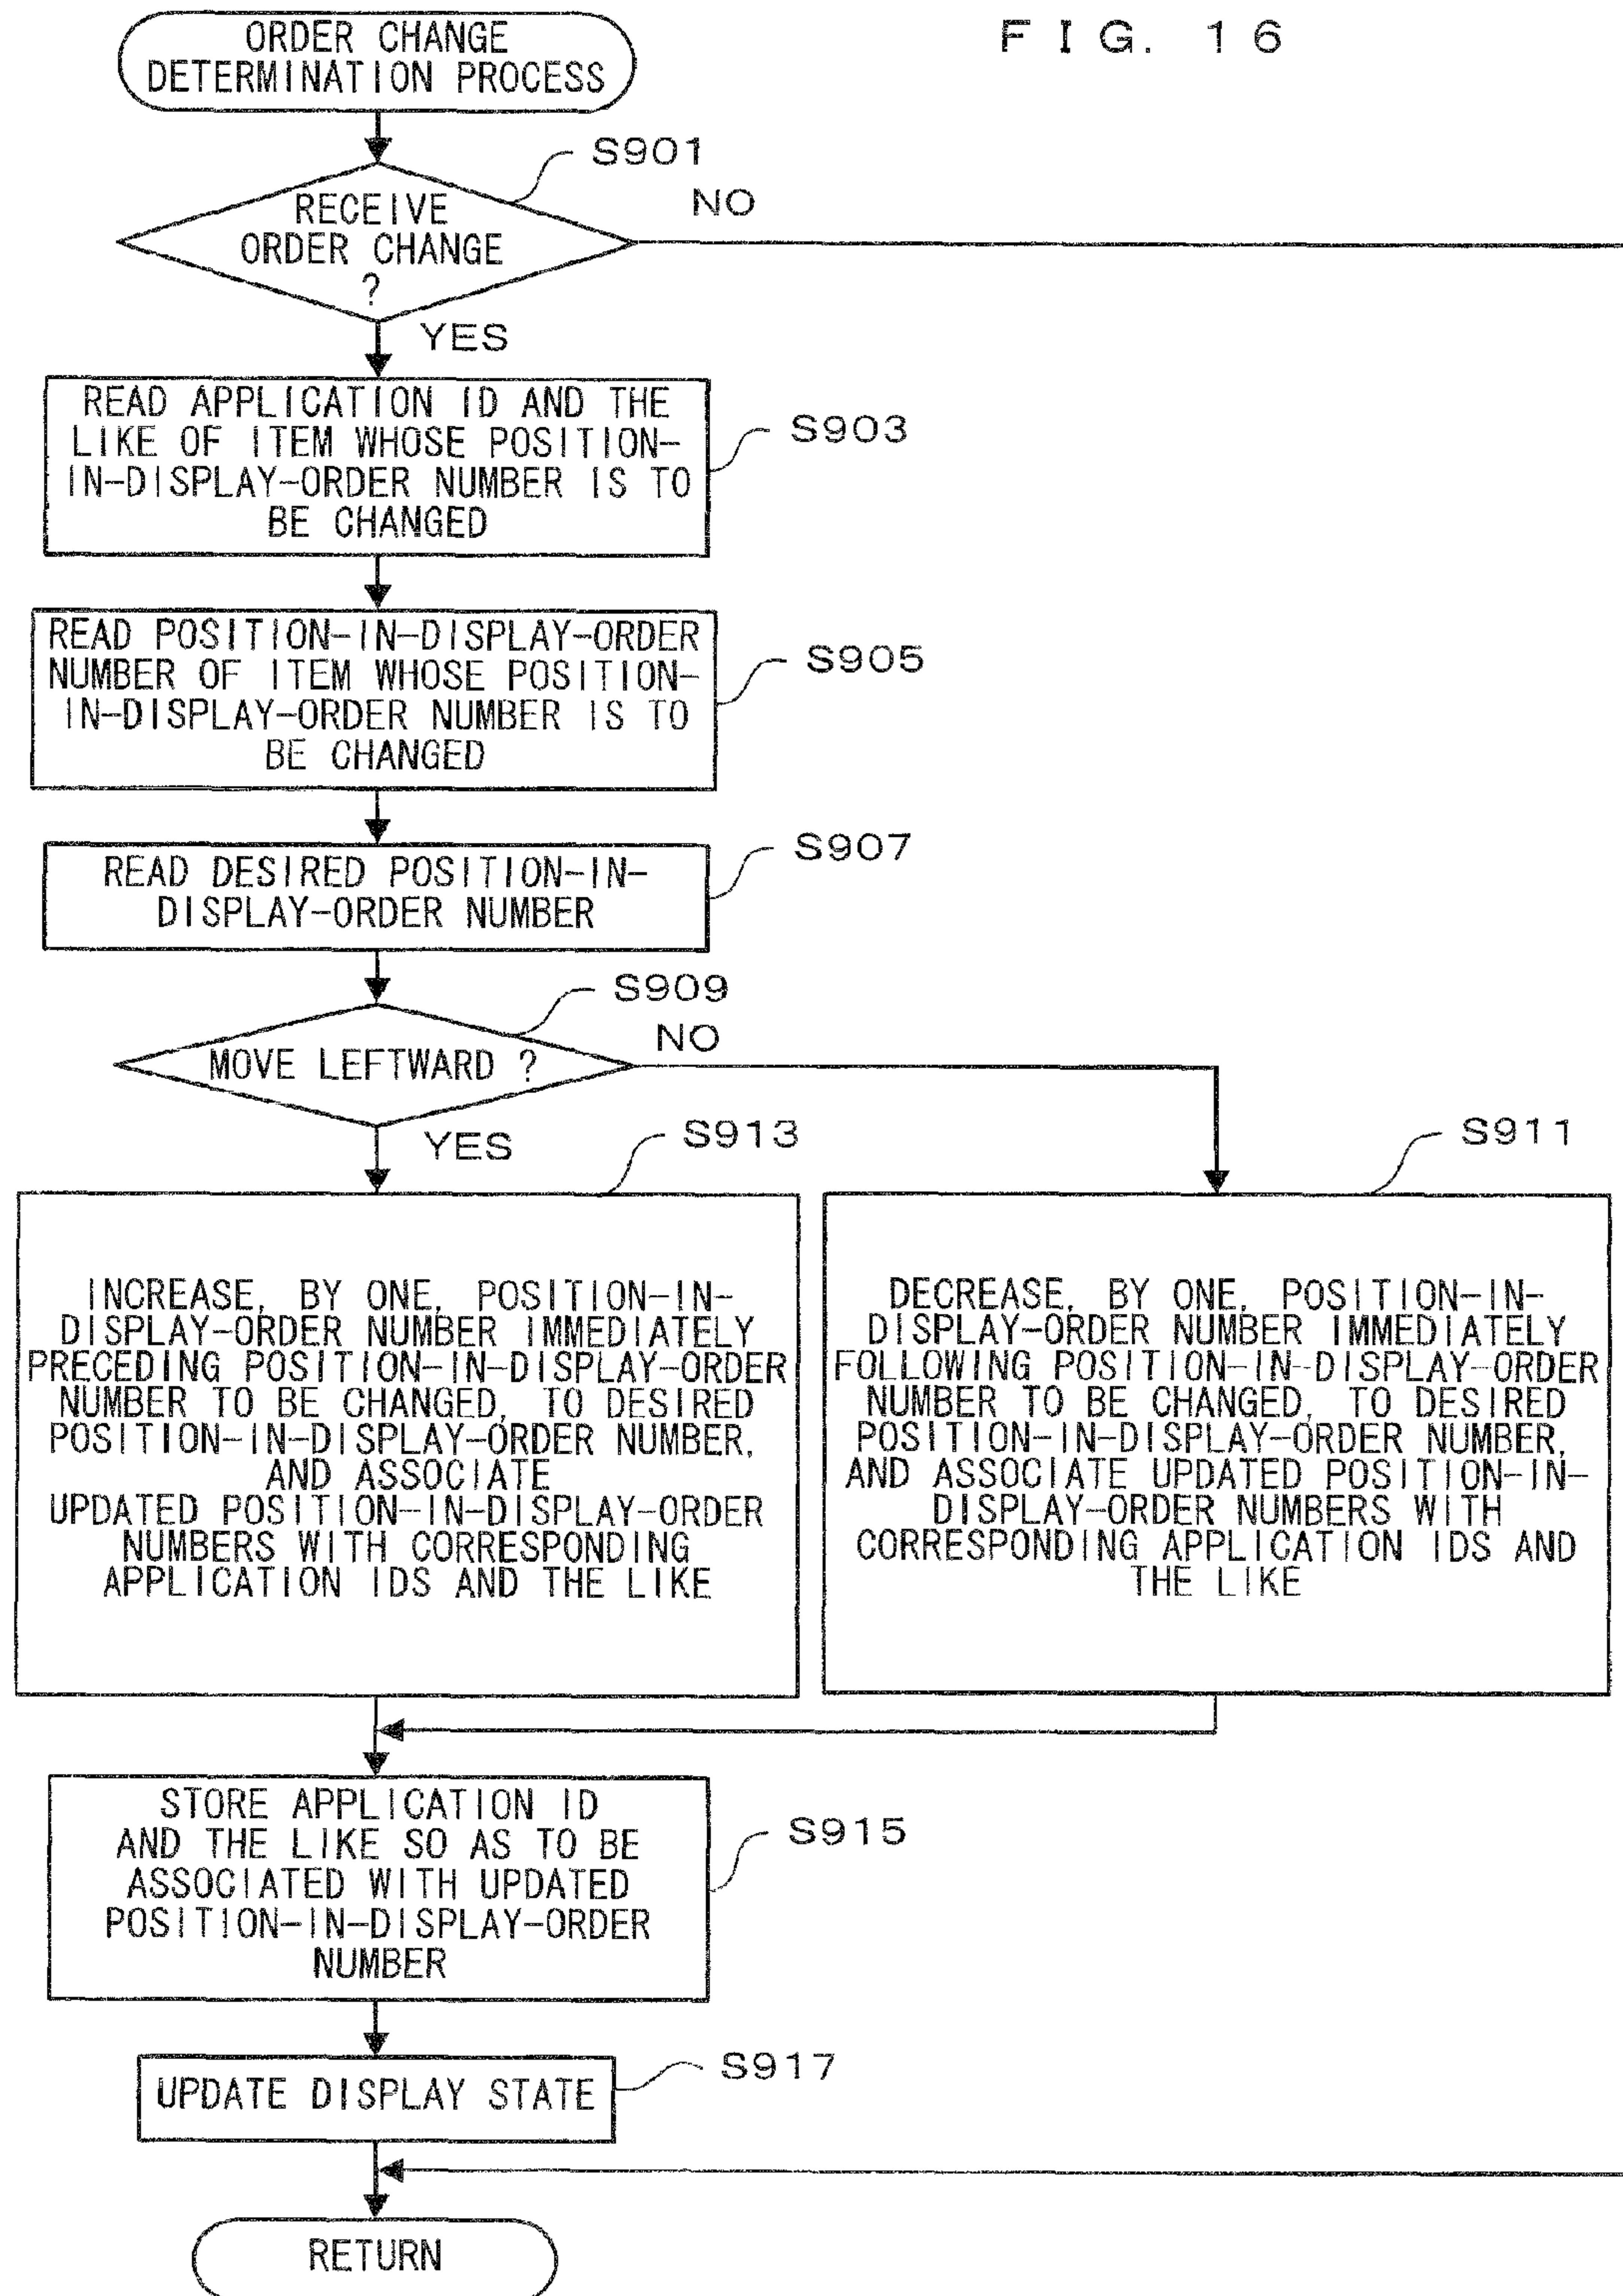 FIG. 16
ORDER CHANGE
DETERMINATION PROCESS
S901
RECEIVE
ORDER CHANGE
?
NO
YES
READ APPLICATION ID AND THE
LIKE OF ITEM WHOSE POSITION-
IN-DISPLAY-ORDER NUMBER IS TO
BE CHANGED
S903
READ POSITION-IN-DISPLAY-ORDER
NUMBER OF ITEM WHOSE POSITION-
IN-DISPLAY-ORDER NUMBER IS TO
BE CHANGED
S905
READ DESIRED POSITION-IN-
DISPLAY-ORDER NUMBER
S907
S909
MOVE LEFTWARD ?
NO
YES
S913
INCREASE, BY ONE, POSITION-IN-
DISPLAY-ORDER NUMBER IMMEDIATELY
PRECEDING POSITION-IN-DISPLAY-ORDER
NUMBER TO BE CHANGED, TO DESIRED
POSITION-IN-DISPLAY-ORDER NUMBER,
AND ASSOCIATE
UPDATED POSITION-IN-DISPLAY-ORDER
NUMBERS WITH CORRESPONDING
APPLICATION IDS AND THE LIKE
S911
DECREASE, BY ONE, POSITION-IN-
DISPLAY-ORDER NUMBER IMMEDIATELY
FOLLOWING POSITION-IN-DISPLAY-ORDER
NUMBER TO BE CHANGED, TO DESIRED
POSITION-IN-DISPLAY-ORDER NUMBER,
AND ASSOCIATE UPDATED POSITION-IN-
DISPLAY-ORDER NUMBERS WITH
CORRESPONDING APPLICATION IDS AND
THE LIKE
STORE APPLICATION ID
AND THE LIKE SO AS TO BE
ASSOCIATED WITH UPDATED
POSITION-IN-DISPLAY-ORDER
NUMBER
S915
UPDATE DISPLAY STATE
S917
RETURN